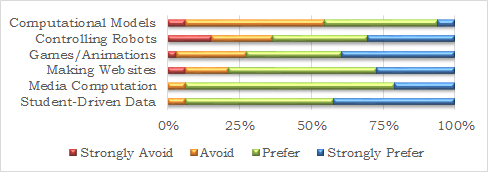 Computational Models
Controlling Robots
Games/Animations
Making Websites
Media Computation
Student-Driven Data
0% 25% 50% 75% 100%
Strongly Avoid Avoid Prefer Strongly Prefer